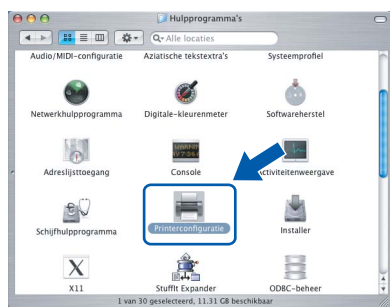 Hulpprogramma's
Alle locaties
Audio/MIDI-configuratie Aziatische tekstextra's Systeemprofiel
Netwerkhulpprogramma Digitale-kleurenmeter Softwareherstel
Adreslijsttoegang Console Activiteitenweergave
Schijfhulpprogramma Printerconfiguratie Installer
X11 StuffIt Expander ODBC-beheer
1 van 30 geselecteerd, 11.31 GB beschikbaar